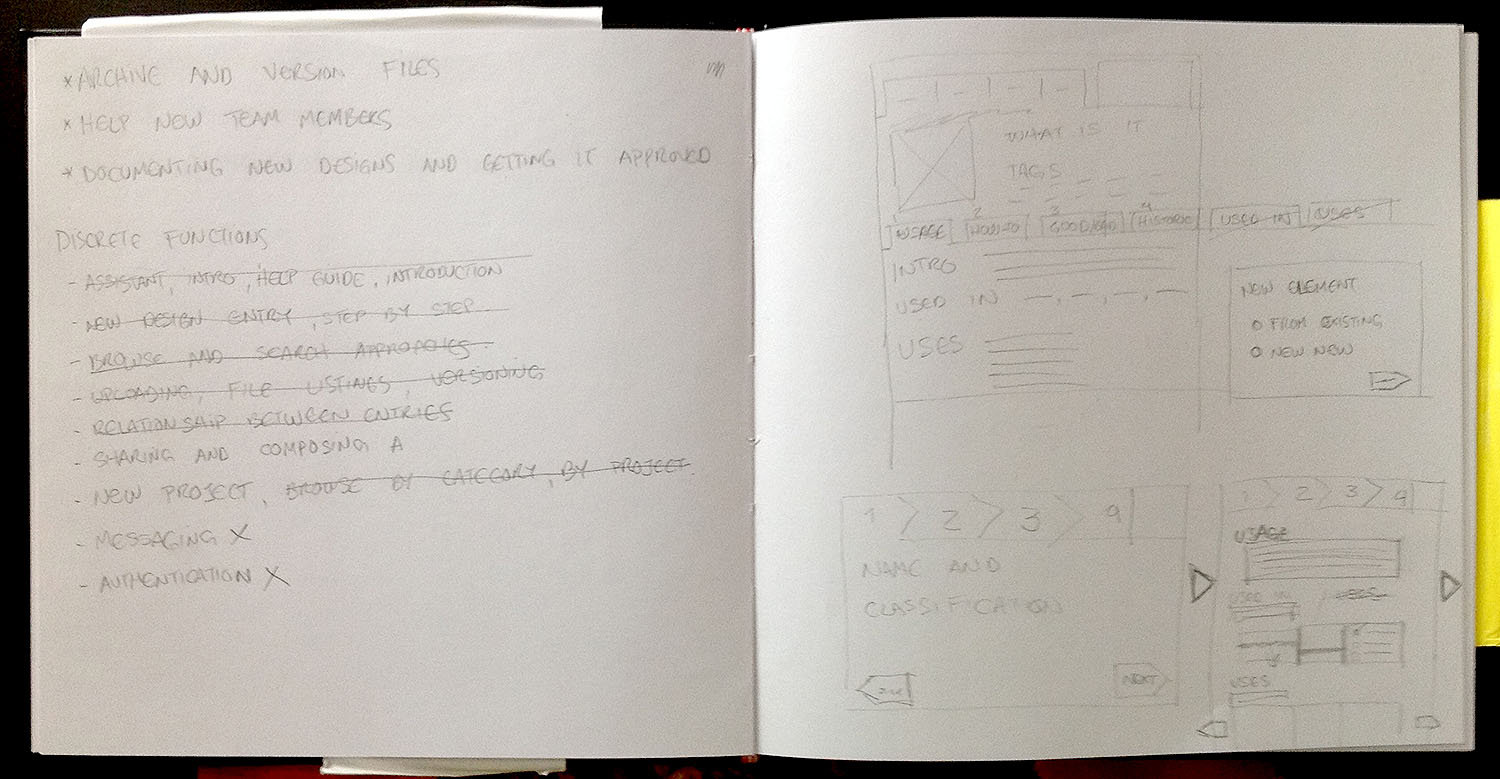 * ARCHIVE AND VERSION FILES
* HELP NEW TEAM MEMBERS
* DOCUMENTING NEW DESIGNS AND GETTING IT APPROVED
DISCRETE FUNCTIONS
- ASSISTANT, INTRO, HELP GUIDE, INTRODUCTION
- NEW DESIGN ENTRY, STEP BY STEP
- BROWSE AND SEARCH
- UPLOADING, FILE LISTINGS, VERSIONING
- RELATIONSHIP BETWEEN ENTRIES
- SHARING AND COMPOSING A
- NEW PROJECT, BROWSE BY CATEGORY, BY PROJECT.
- MESSAGING X
- AUTHENTICATION X
WHAT IS IT
TAGS
2 3 4
USAGE HOW-TO GOOD/BAD HISTORIC USED IN USES
INTRO
USED IN
USES
NEW ELEMENT
FROM EXISTING
NEW NEW
1 2 3 4
NAME AND
CLASSIFICATION
NEXT
1 2 3 4
USAGE
USED IN
USES